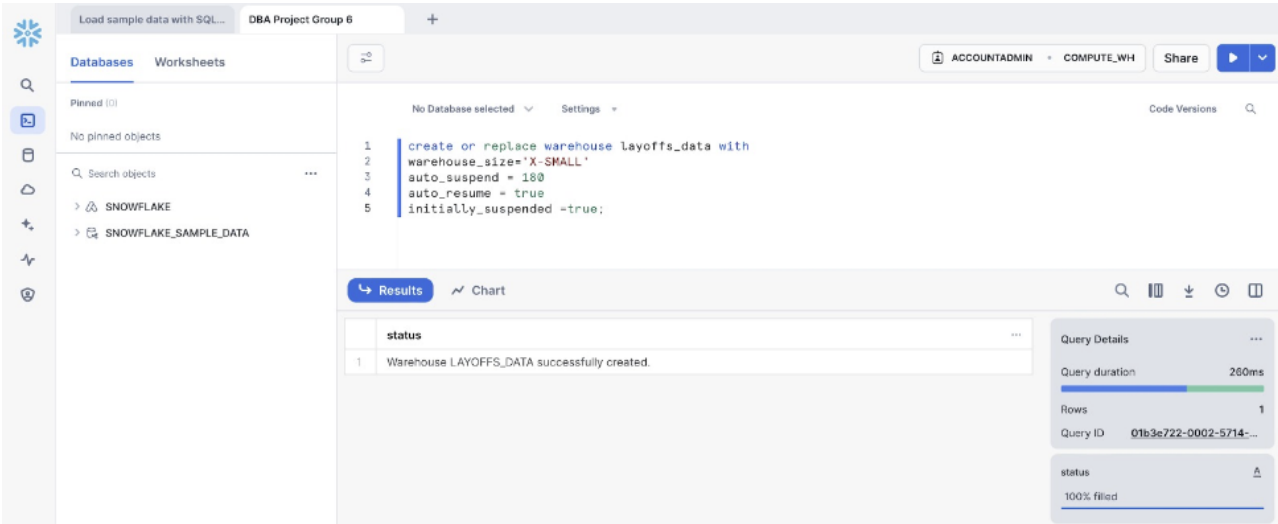 Load sample data with SQL...
DBA Project Group 6
+
Databases
Worksheets
ACCOUNTADMIN
COMPUTE_WH
Share
Pinned (0)
No pinned objects
No Database selected
Settings
Code Versions
Search objects
...
SNOWFLAKE
SNOWFLAKE_SAMPLE_DATA
1 create or replace warehouse layoffs_data with
2 warehouse_size='X-SMALL'
3 auto_suspend = 180
4 auto_resume = true
5 initially_suspended =true;
Results
Chart
status
...
1 Warehouse LAYOFFS_DATA successfully created.
Query Details
...
Query duration 260ms
Rows 1
Query ID 01b3e722-0002-5714-...
status A
100% filled